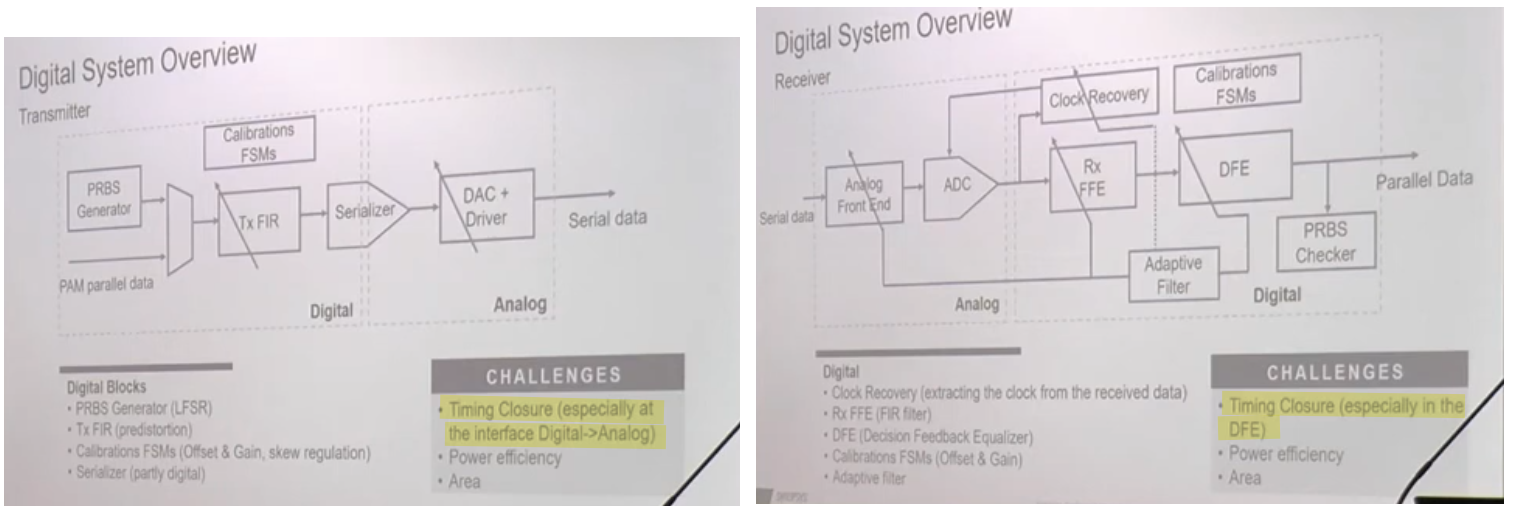 Digital System Overview
Transmitter
Calibrations
FSMs
PRBS
Generator
Tx FIR
Serializer
DAC +
Driver
Serial data
PAM parallel data
Digital
Analog
Digital Blocks
• PRBS Generator (LFSR)
• Tx FIR (predistortion)
• Calibrations FSMs (Offset & Gain, skew regulation)
• Serializer (partly digital)
CHALLENGES
• Timing Closure (especially at
the interface Digital->Analog)
• Power efficiency
• Area
Digital System Overview
Receiver
Clock Recovery
Calibrations
FSMs
Analog
Front End
ADC
Rx
FFE
DFE
Serial data
Parallel Data
PRBS
Checker
Adaptive
Filter
Analog
Digital
Digital
• Clock Recovery (extracting the clock from the received data)
• Rx FFE (FIR filter)
• DFE (Decision Feedback Equalizer)
• Calibrations FSMs (Offset & Gain)
• Adaptive filter
CHALLENGES
• Timing Closure (especially in the
DFE)
• Power efficiency
• Area